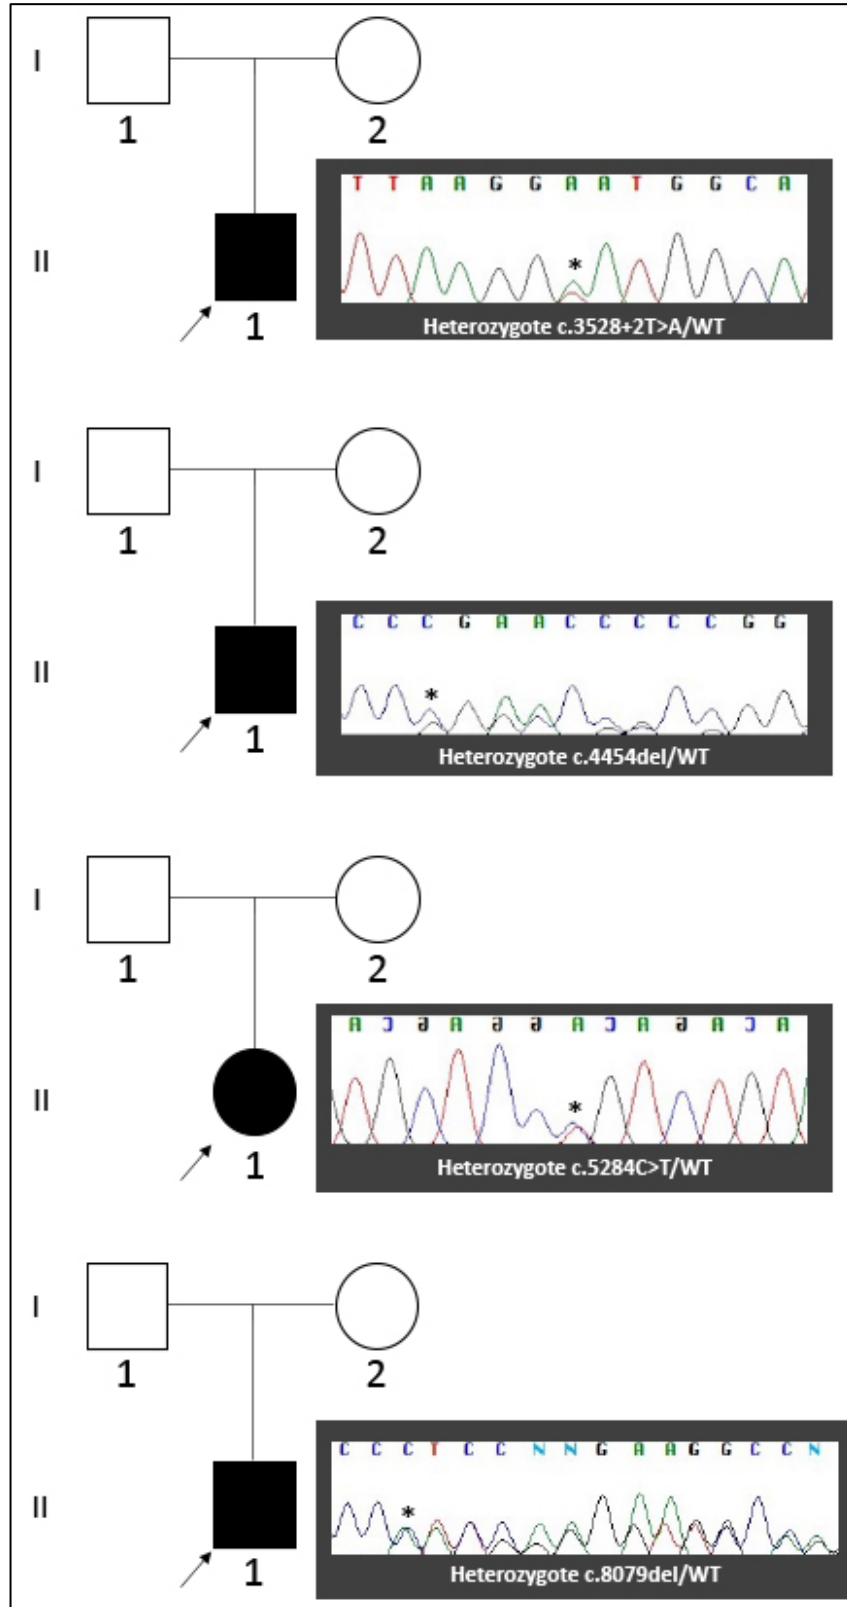 I
1
2
T T A A G G A A T G G C A
*
II
1
Heterozygote c.3528+2T>A/WT
I
1
2
C C C G A A C C C C C G G
*
II
1
Heterozygote c.4454del/WT
I
1
2
A C G A G G A C A G A C A
*
II
1
Heterozygote c.5284C>T/WT
I
1
2
C C C T C C N N G A A G G C C N
*
II
1
Heterozygote c.8079del/WT